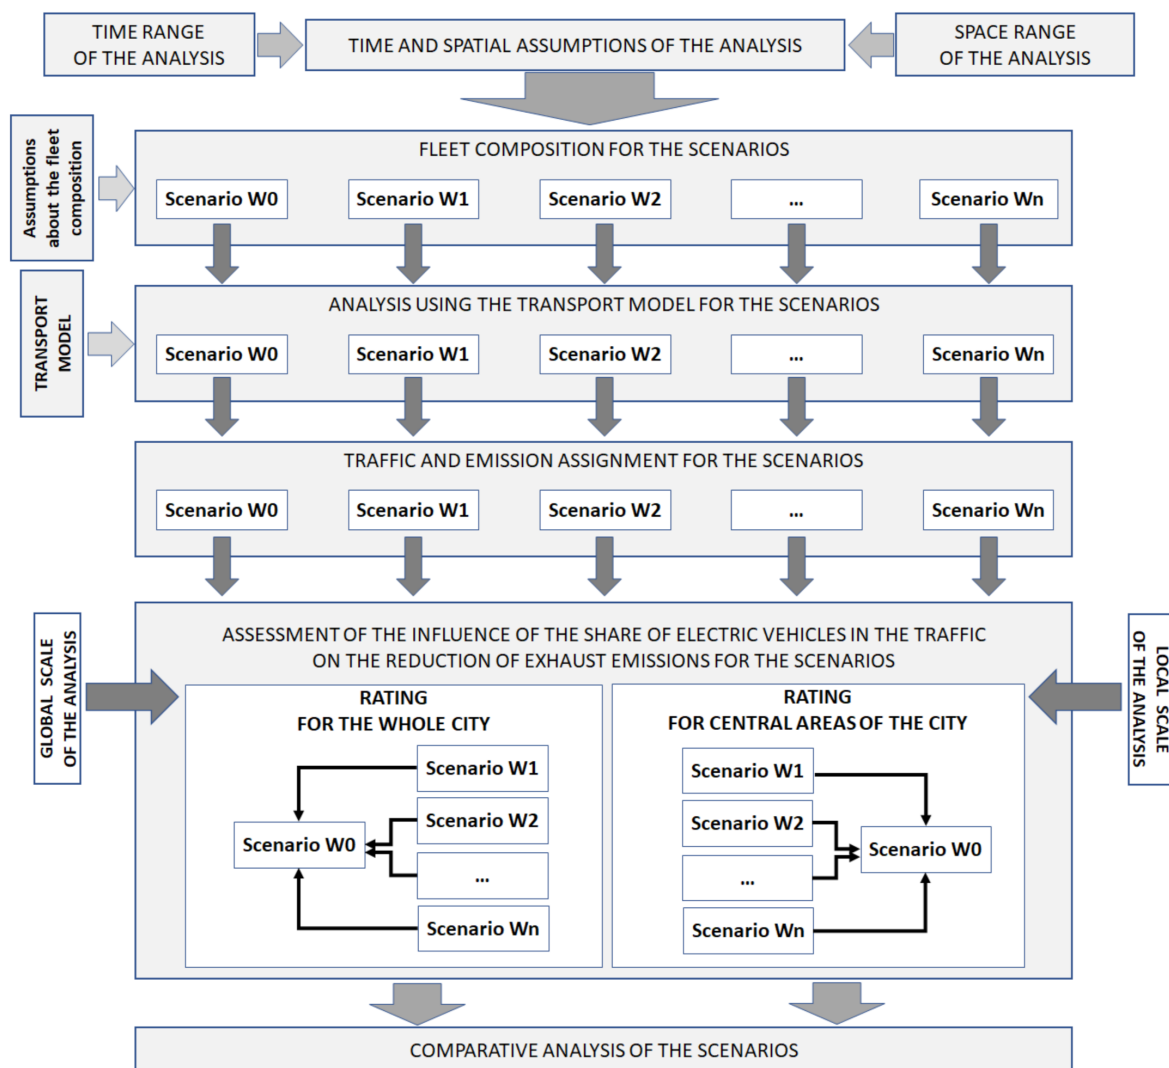 TIME RANGE
OF THE ANALYSIS
TIME AND SPATIAL ASSUMPTIONS OF THE ANALYSIS
SPACE RANGE
OF THE ANALYSIS
Assumptions
about the fleet
composition
FLEET COMPOSITION FOR THE SCENARIOS
Scenario W0
Scenario W1
Scenario W2
...
Scenario Wn
TRANSPORT
MODEL
ANALYSIS USING THE TRANSPORT MODEL FOR THE SCENARIOS
Scenario W0
Scenario W1
Scenario W2
...
Scenario Wn
TRAFFIC AND EMISSION ASSIGNMENT FOR THE SCENARIOS
Scenario W0
Scenario W1
Scenario W2
...
Scenario Wn
GLOBAL SCALE
OF THE ANALYSIS
ASSESSMENT OF THE INFLUENCE OF THE SHARE OF ELECTRIC VEHICLES IN THE TRAFFIC
ON THE REDUCTION OF EXHAUST EMISSIONS FOR THE SCENARIOS
LOCAL SCALE
OF THE ANALYSIS
RATING
FOR THE WHOLE CITY
Scenario W1
Scenario W2
Scenario W0
...
Scenario Wn
RATING
FOR CENTRAL AREAS OF THE CITY
Scenario W1
Scenario W2
Scenario W0
...
Scenario Wn
COMPARATIVE ANALYSIS OF THE SCENARIOS